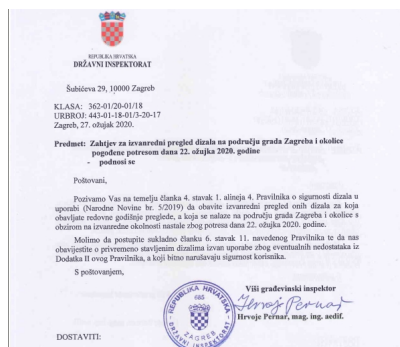 REPUBLIKA HRVATSKA
DRŽAVNI INSPEKTORAT
Šubićeva 29, 10000 Zagreb
KLASA: 362-01/20-01/18
URBROJ: 443-01-18-01/3-20-17
Zagreb, 27. ožujak 2020.
Predmet: Zahtjev za izvanredni pregled dizala na području grada Zagreba i okolice
pogođene potresom dana 22. ožujka 2020. godine
- podnosi se
Poštovani,
Pozivamo Vas na temelju članka 4. stavak 1. alineja 4. Pravilnika o sigurnosti dizala u
uporabi (Narodne Novine br. 5/2019) da obavite izvanredni pregled onih dizala za koja
obavljate redovne godišnje preglede, a koja se nalaze na području grada Zagreba i okolice s
obzirom na izvanredne okolnosti nastale zbog potresa dana 22. ožujka 2020. godine.
Molimo da postupite sukladno članku 6. stavak 11. navedenog Pravilnika te da nas
obavijestite o privremeno stavljenim dizalima izvan uporabe zbog eventualnih nedostataka iz
Dodatka II ovog Pravilnika, a koji bitno narušavaju sigurnost korisnika.
S poštovanjem,
Viši građevinski inspektor
Hrvoje Pernar
Hrvoje Pernar, mag. ing. aedif.
REPUBLIKA HRVATSKA
685
DRŽAVNI INSPEKTORAT
ZAGREB
DOSTAVITI: